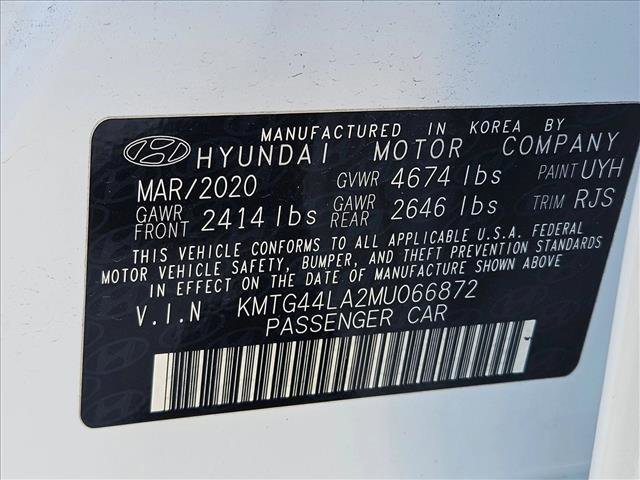 MANUFACTURED IN KOREA BY
HYUNDAI MOTOR COMPANY
MAR/2020 GVWR 4674 lbs PAINT UYH
GAWR FRONT 2414 lbs GAWR REAR 2646 lbs TRIM RJS
THIS VEHICLE CONFORMS TO ALL APPLICABLE U.S.A. FEDERAL
MOTOR VEHICLE SAFETY, BUMPER, AND THEFT PREVENTION STANDARDS
IN EFFECT ON THE DATE OF MANUFACTURE SHOWN ABOVE
V.I.N KMTG44LA2MU066872
PASSENGER CAR